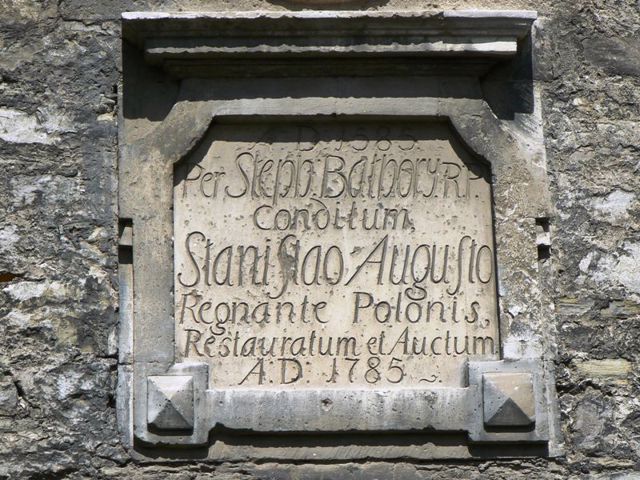 A.D. 1585.
Per Steph: Bathory R.P.
Conditum,
Staniſlao-Auguſto
Regnante Polonis,
Restauratum et Auctum
A.D. 1785.~